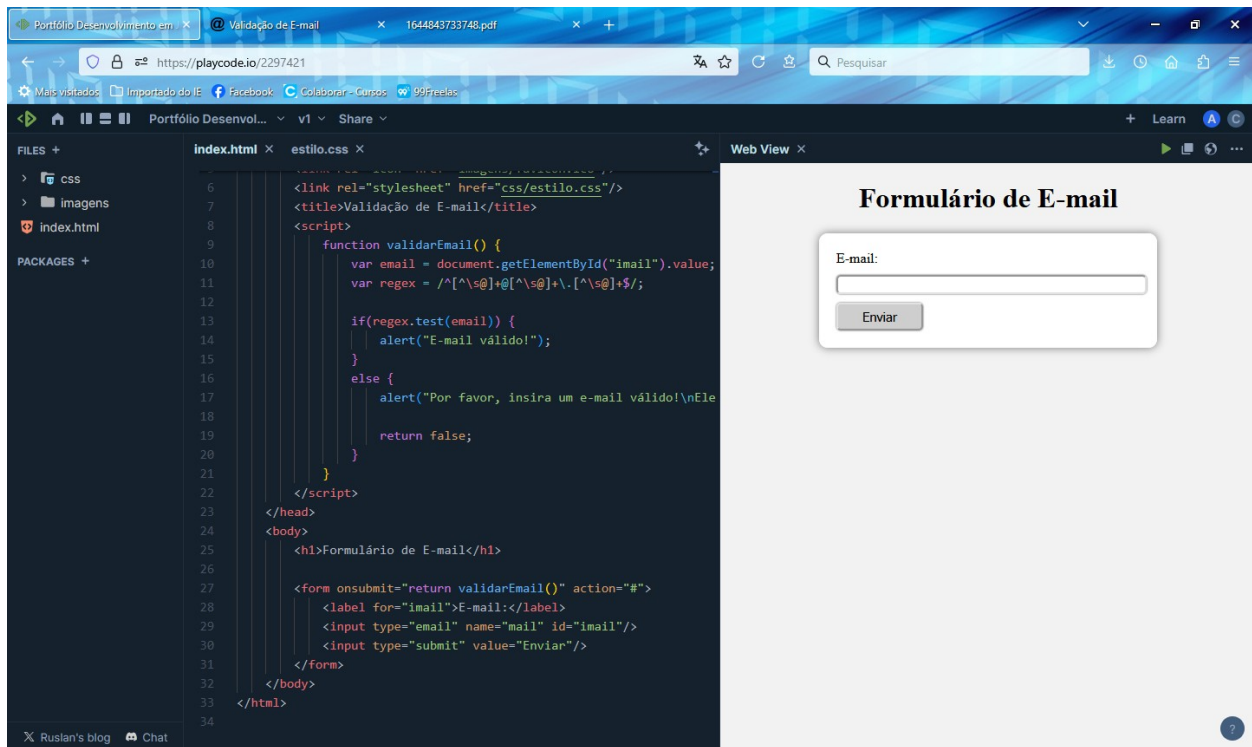 Portfólio Desenvolvimento em
Validação de E-mail
1644843733748.pdf
https://playcode.io/2297421
Pesquisar
Mais visitados
Importado do IE
Facebook
Colaborar - Cursos
99Freelas
Portfólio Desenvol...
v1
Share
+ Learn
A
C
FILES +
index.html
estilo.css
Web View
css
imagens
index.html
PACKAGES +
6 <link rel="stylesheet" href="css/estilo.css"/>
7 <title>Validação de E-mail</title>
8 <script>
9 function validarEmail() {
10 var email = document.getElementById("imail").value;
11 var regex = /^[^\s@]+@[^\s@]+\.[^\s@]+$/;
12
13 if(regex.test(email)) {
14 alert("E-mail válido!");
15 }
16 else {
17 alert("Por favor, insira um e-mail válido!\nEle
18
19 return false;
20 }
21 }
22 </script>
23 </head>
24 <body>
25 <h1>Formulário de E-mail</h1>
26
27 <form onsubmit="return validarEmail()" action="#">
28 <label for="imail">E-mail:</label>
29 <input type="email" name="mail" id="imail"/>
30 <input type="submit" value="Enviar"/>
31 </form>
32 </body>
33 </html>
34
Formulário de E-mail
E-mail:
Enviar
Ruslan's blog
Chat
?